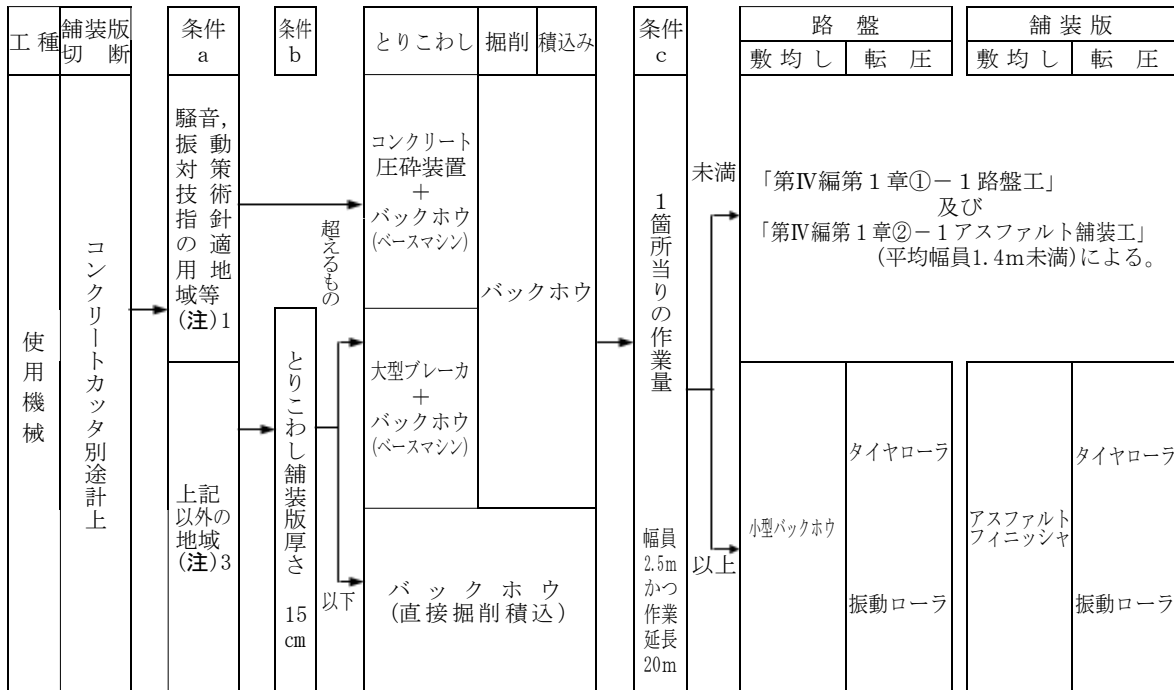 工種
舗装版
切断
条件
a
条件
b
とりこわし
掘削
積込み
条件
c
路盤
敷均し
転圧
舗装版
敷均し
転圧
使用機械
コンクリートカッタ別途計上
騒音,
振動
対策
技術
指針
の適
用地
域等
(注)1
上記
以外の
地域
(注)3
とりこわし舗装版厚さ
15
cm
超えるもの
以下
コンクリート
圧砕装置
+
バックホウ
(ベースマシン)
大型ブレーカ
+
バックホウ
(ベースマシン)
バックホウ
バックホウ
(直接掘削積込)
1箇所当りの作業量
幅員
2.5m
かつ
作業
延長
20m
未満
以上
「第Ⅳ編第1章①-1路盤工」
及び
「第Ⅳ編第1章②-1アスファルト舗装工」
(平均幅員1.4m未満)による。
小型バックホウ
タイヤローラ
振動ローラ
アスファルト
フィニッシャ
タイヤローラ
振動ローラ